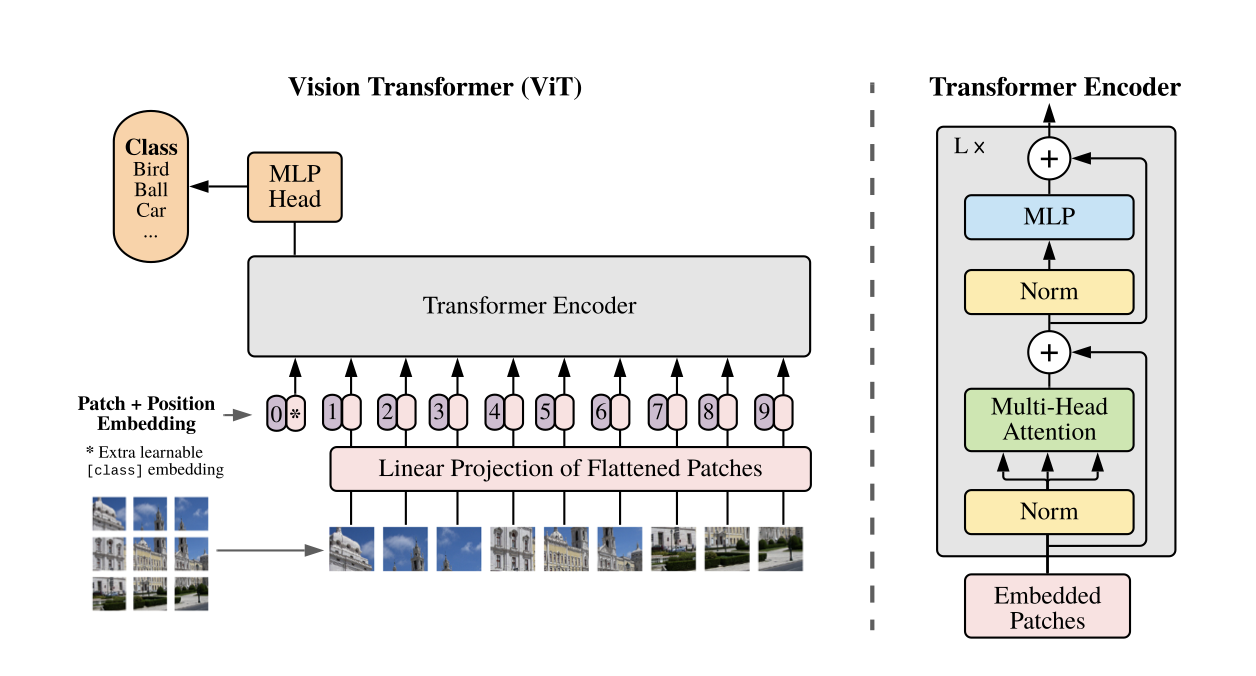 Vision Transformer (ViT)
Class
Bird
Ball
Car
...
MLP
Head
Transformer Encoder
Patch + Position
Embedding
0 * 1 2 3 4 5 6 7 8 9
* Extra learnable
[class] embedding
Linear Projection of Flattened Patches
Transformer Encoder
L x
+
MLP
Norm
+
Multi-Head
Attention
Norm
Embedded
Patches